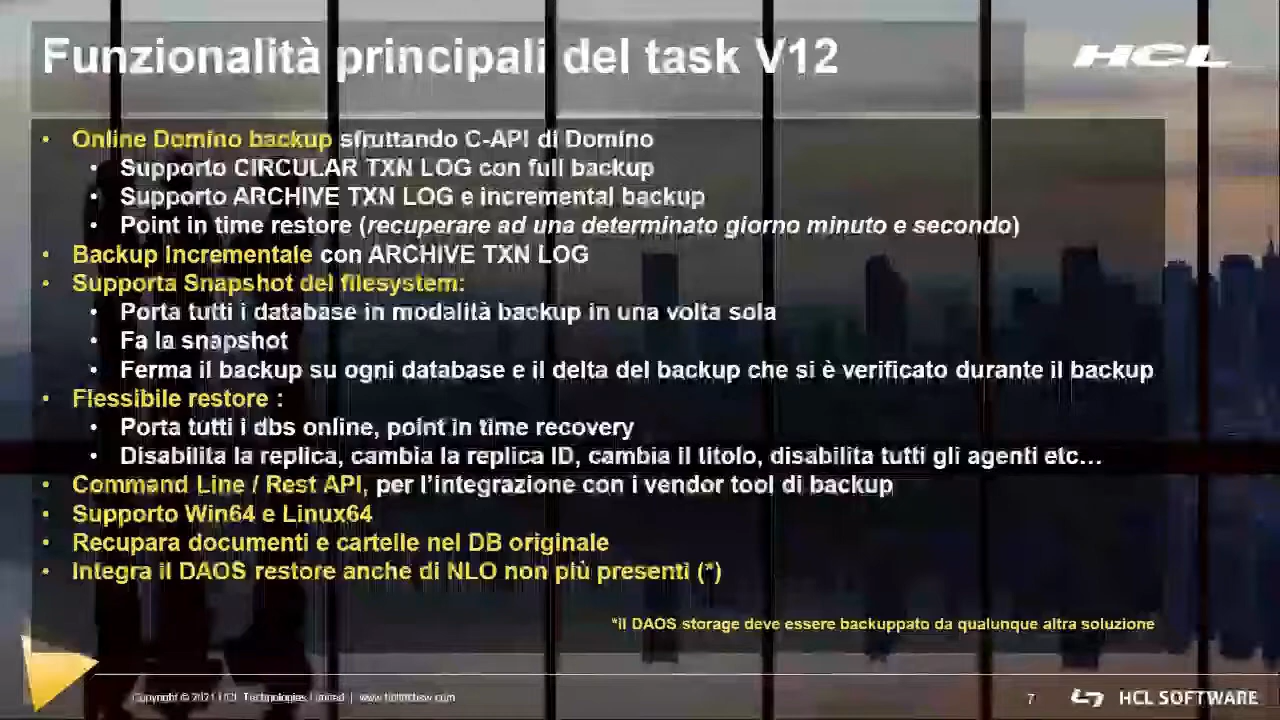 Funzionalità principali del task V12
HCL
• Online Domino backup sfruttando C-API di Domino
• Supporto CIRCULAR TXN LOG con full backup
• Supporto ARCHIVE TXN LOG e incremental backup
• Point in time restore (recuperare ad una determinato giorno minuto e secondo)
• Backup Incrementale con ARCHIVE TXN LOG
• Supporta Snapshot del filesystem:
• Porta tutti i database in modalità backup in una volta sola
• Fa la snapshot
• Ferma il backup su ogni database e il delta del backup che si è verificato durante il backup
• Flessibile restore :
• Porta tutti i dbs online, point in time recovery
• Disabilita la replica, cambia la replica ID, cambia il titolo, disabilita tutti gli agenti etc...
• Command Line / Rest API, per l'integrazione con i vendor tool di backup
• Supporto Win64 e Linux64
• Recupara documenti e cartelle nel DB originale
• Integra il DAOS restore anche di NLO non più presenti (*)
*Il DAOS storage deve essere backuppato da qualunque altra soluzione
Copyright © 2021 HCL Technologies Limited |
7
HCL SOFTWARE